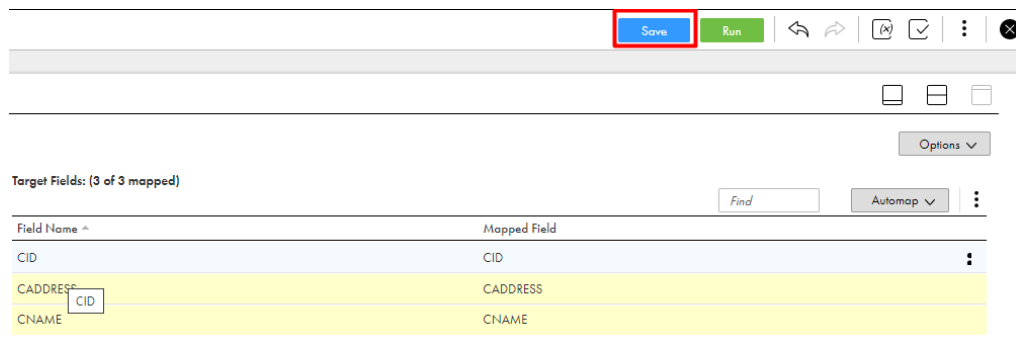 Save Run (x)
Options
Target Fields: (3 of 3 mapped)
Find Automap
Field Name Mapped Field
CID CID
CADDRESS CADDRESS
CID
CNAME CNAME